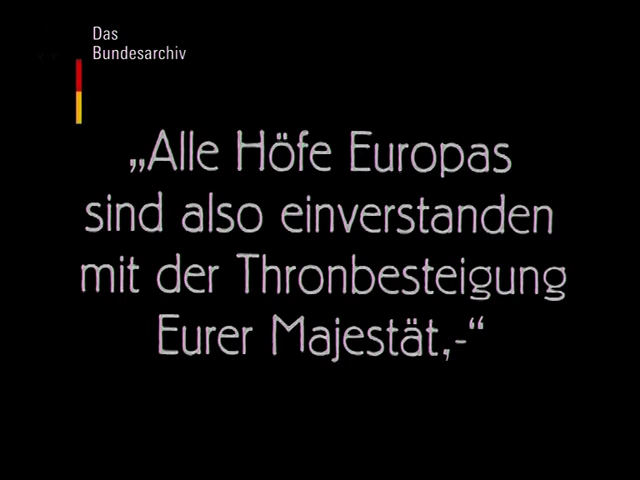 Das
Bundesarchiv
„Alle Höfe Europas
sind also einverstanden
mit der Thronbesteigung
Eurer Majestät,-“